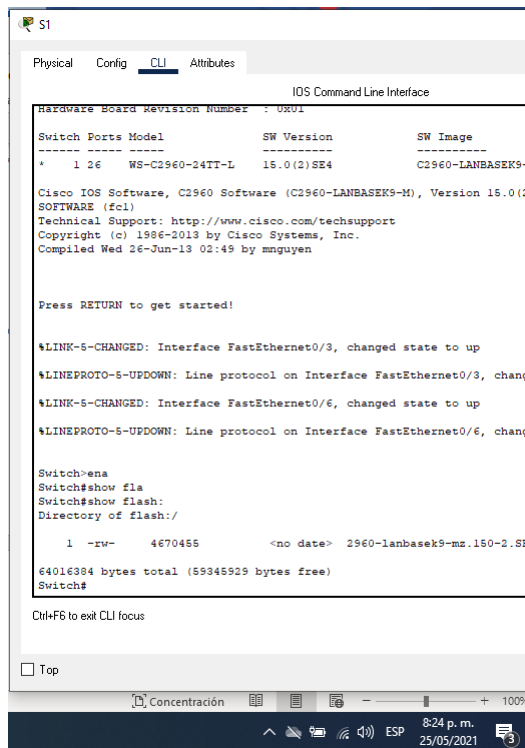 S1
Physical Config CLI Attributes
IOS Command Line Interface
Hardware Board Revision Number : 0x01
Switch Ports Model SW Version SW Image
------ ----- ----- ---------- ----------
* 1 26 WS-C2960-24TT-L 15.0(2)SE4 C2960-LANBASEK9-
Cisco IOS Software, C2960 Software (C2960-LANBASEK9-M), Version 15.0(2
SOFTWARE (fc1)
Technical Support: http://www.cisco.com/techsupport
Copyright (c) 1986-2013 by Cisco Systems, Inc.
Compiled Wed 26-Jun-13 02:49 by mnguyen
Press RETURN to get started!
%LINK-5-CHANGED: Interface FastEthernet0/3, changed state to up
%LINEPROTO-5-UPDOWN: Line protocol on Interface FastEthernet0/3, chang
%LINK-5-CHANGED: Interface FastEthernet0/6, changed state to up
%LINEPROTO-5-UPDOWN: Line protocol on Interface FastEthernet0/6, chang
Switch>ena
Switch#show fla
Switch#show flash:
Directory of flash:/
1 -rw- 4670455 <no date> 2960-lanbasek9-mz.150-2.SE
64016384 bytes total (59345929 bytes free)
Switch#
Ctrl+F6 to exit CLI focus
Top
Concentración - + 100%
ESP 8:24 p. m.
25/05/2021 3